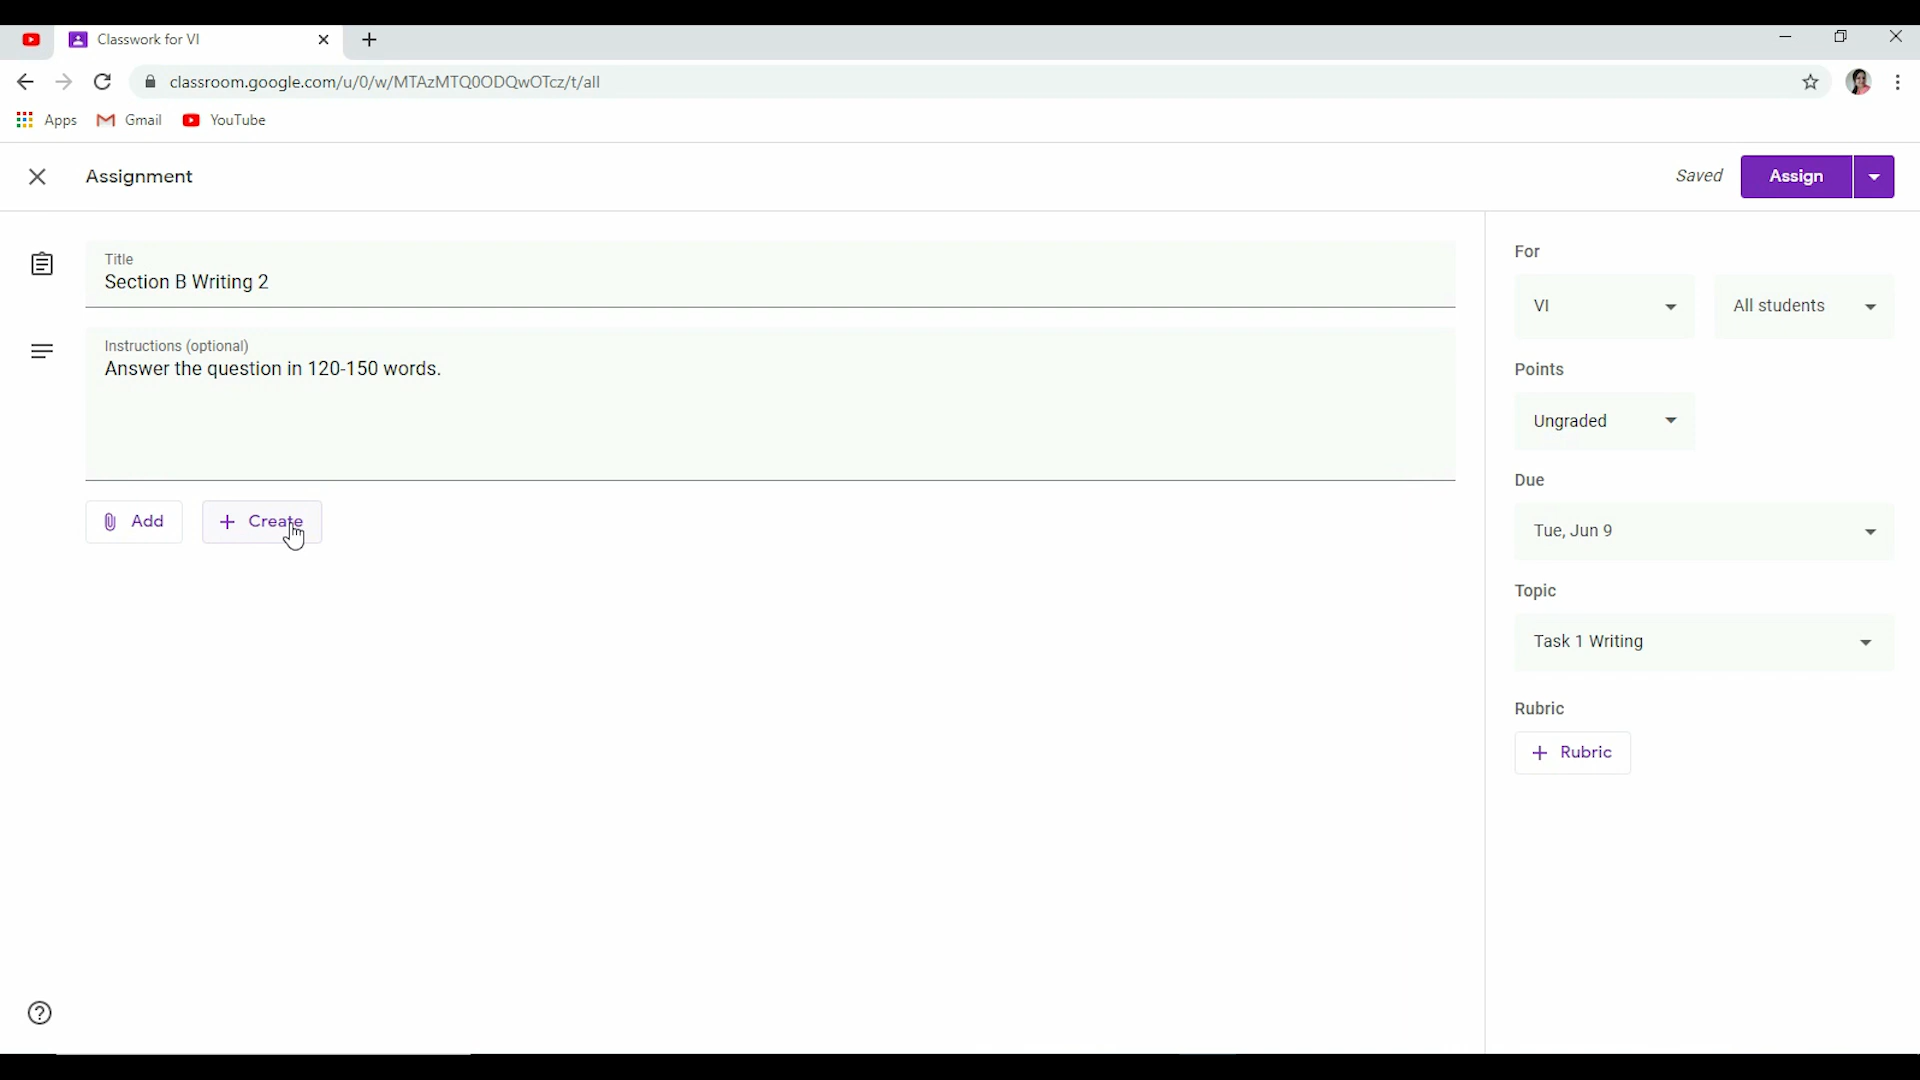 Classwork for VI
classroom.google.com/u/0/w/MTAzMTQ0ODQwOTcz/t/all
Apps Gmail YouTube
Assignment
Saved Assign
Title
Section B Writing 2
Instructions (optional)
Answer the question in 120-150 words.
Add Create
For
VI All students
Points
Ungraded
Due
Tue, Jun 9
Topic
Task 1 Writing
Rubric
Rubric